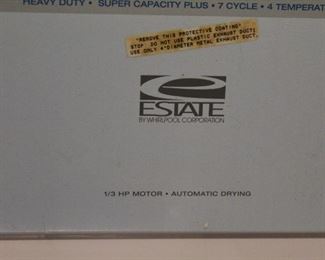 HEAVY DUTY • SUPER CAPACITY PLUS • 7 CYCLE • 4 TEMPERAT
"REMOVE THIS PROTECTIVE COATING"
STOP: DO NOT USE PLASTIC EXHAUST DUCT!
USE ONLY 4"DIAMETER METAL EXHAUST DUCT.
ESTATE
BY WHIRLPOOL CORPORATION
1/3 HP MOTOR • AUTOMATIC DRYING